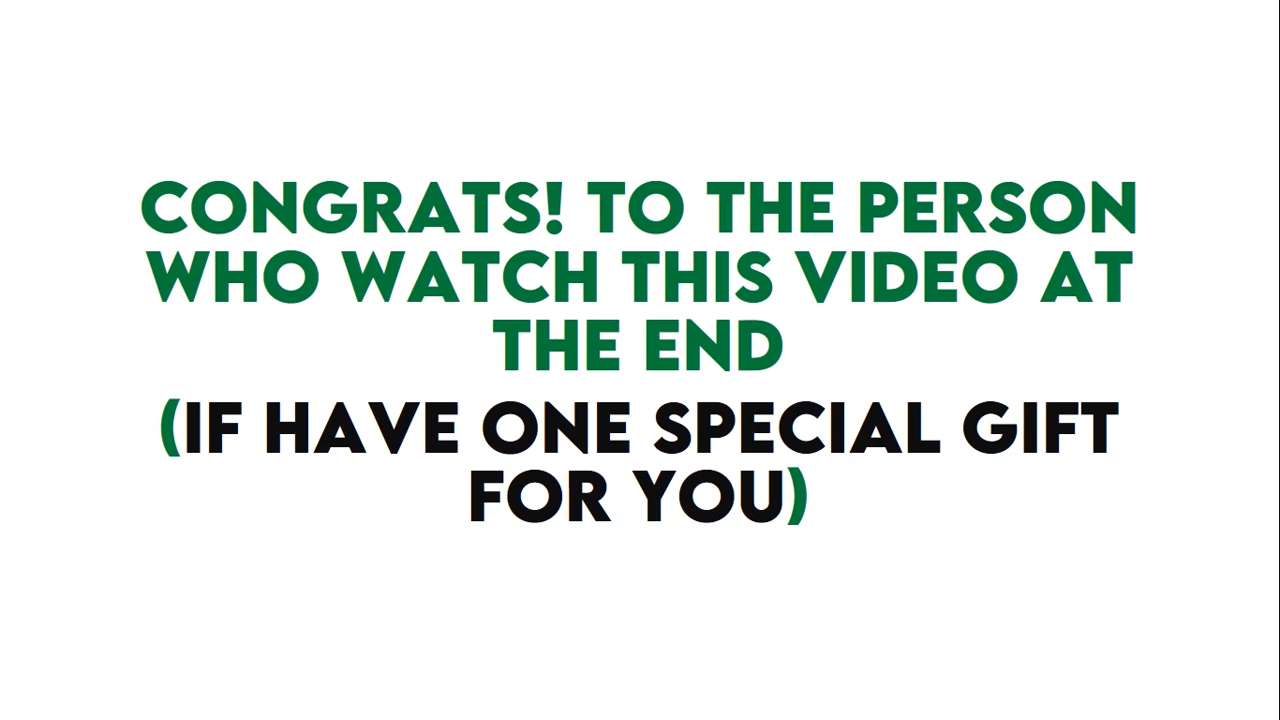 CONGRATS! TO THE PERSON
WHO WATCH THIS VIDEO AT
THE END
(IF HAVE ONE SPECIAL GIFT
FOR YOU)